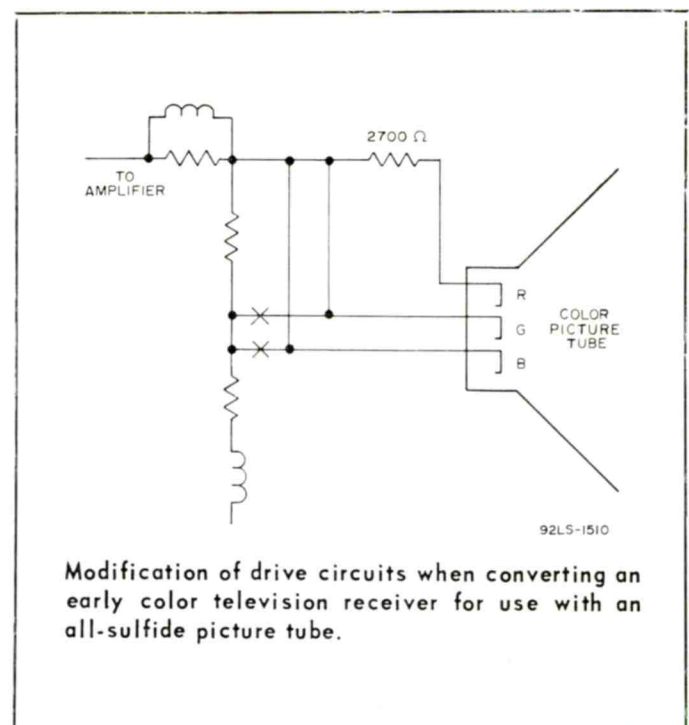 2700 Ω
TO
AMPLIFIER
R
G
B
COLOR
PICTURE
TUBE
92LS-1510
Modification of drive circuits when converting an
early color television receiver for use with an
all-sulfide picture tube.